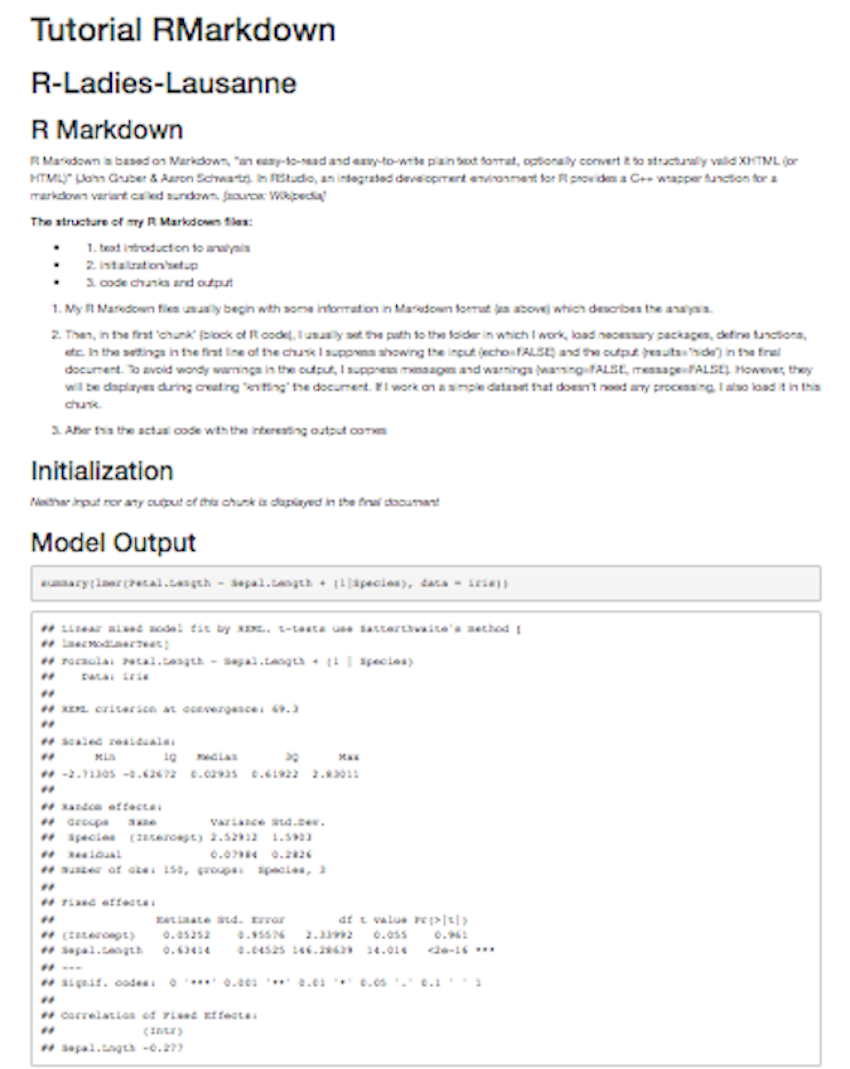 Tutorial RMarkdown
R-Ladies-Lausanne
R Markdown
R Markdown is based on Markdown, "an easy-to-read and easy-to-write plain text format, optionally convert it to structurally valid XHTML (or
HTML)" (John Gruber & Aaron Schwartz). In RStudio, an integrated development environment for R provides a C++ wrapper function for a
markdown variant called sundown. [source: Wikipedia]
The structure of my R Markdown files:
• 1. text introduction to analysis
• 2. initialization/setup
• 3. code chunks and output
1. My R Markdown files usually begin with some information in Markdown format (as above) which describes the analysis.
2. Then, in the first 'chunk' (block of R code), I usually set the path to the folder in which I work, load necessary packages, define functions,
etc. In the settings in the first line of the chunk I suppress showing the input (echo=FALSE) and the output (results='hide') in the final
document. To avoid wordy warnings in the output, I suppress messages and warnings (warning=FALSE, message=FALSE). However, they
will be displayes during creating 'knitting' the document. If I work on a simple dataset that doesn't need any processing, I also load it in this
chunk.
3. After this the actual code with the interesting output comes
Initialization
Neither input nor any output of this chunk is displayed in the final document
Model Output
summary(lmer(Petal.Length ~ Sepal.Length + (1|Species), data = iris))
## Linear mixed model fit by REML. t-tests use Satterthwaite's method [
## lmerModLmerTest]
## Formula: Petal.Length ~ Sepal.Length + (1 | Species)
##    Data: iris
##
## REML criterion at convergence: 69.3
##
## Scaled residuals:
##      Min       1Q   Median       3Q      Max
## -2.71305 -0.62672  0.02935  0.61922  2.83011
##
## Random effects:
##  Groups   Name        Variance Std.Dev.
##  Species  (Intercept) 2.52912  1.5903
##  Residual             0.07984  0.2826
## Number of obs: 150, groups:  Species, 3
##
## Fixed effects:
##               Estimate Std. Error        df t value Pr(>|t|)
## (Intercept)    0.05252    0.95576   2.33992   0.055    0.961
## Sepal.Length   0.63414    0.04525 146.28639  14.014   <2e-16 ***
## ---
## Signif. codes:  0 '***' 0.001 '**' 0.01 '*' 0.05 '.' 0.1 ' ' 1
##
## Correlation of Fixed Effects:
##             (Intr)
## Sepal.Lngth -0.277